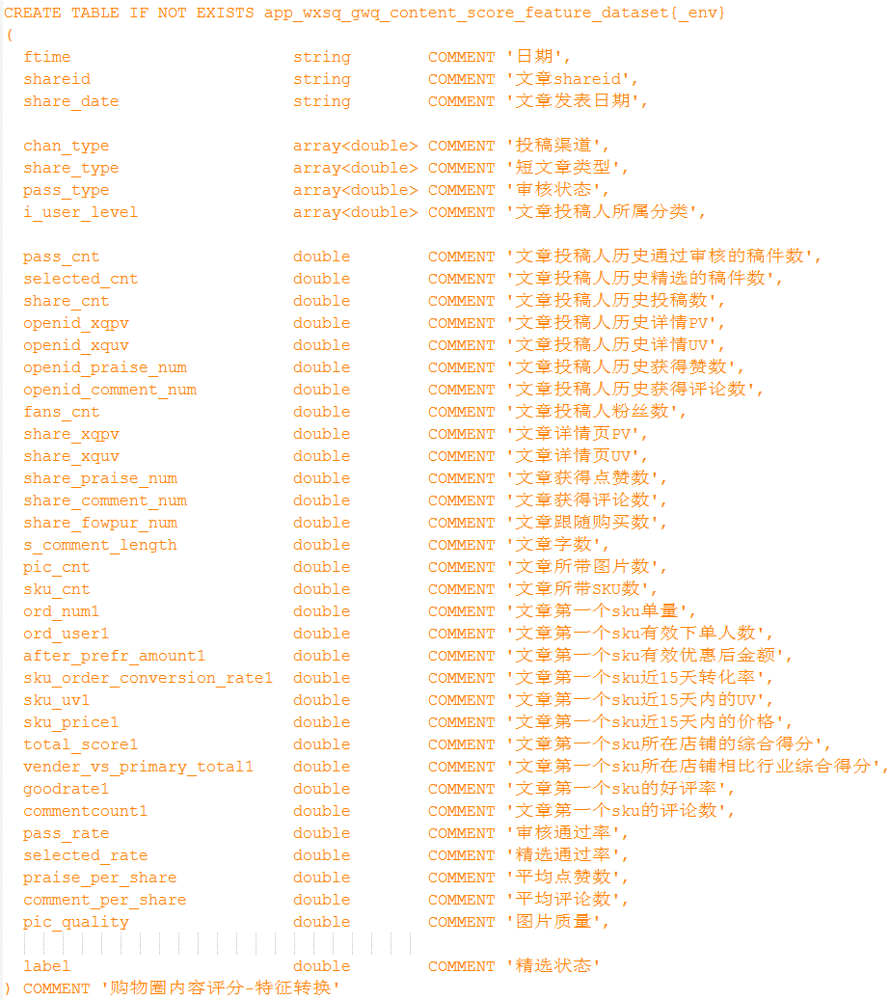 CREATE TABLE IF NOT EXISTS app_wxsq_gwq_content_score_feature_dataset{_env}
(
ftime string COMMENT '日期',
shareid string COMMENT '文章shareid',
share_date string COMMENT '文章发表日期',
chan_type array<double> COMMENT '投稿渠道',
share_type array<double> COMMENT '短文章类型',
pass_type array<double> COMMENT '审核状态',
i_user_level array<double> COMMENT '文章投稿人所属分类',
pass_cnt double COMMENT '文章投稿人历史通过审核的稿件数',
selected_cnt double COMMENT '文章投稿人历史精选的稿件数',
share_cnt double COMMENT '文章投稿人历史投稿数',
openid_xqpv double COMMENT '文章投稿人历史详情PV',
openid_xquv double COMMENT '文章投稿人历史详情UV',
openid_praise_num double COMMENT '文章投稿人历史获得赞数',
openid_comment_num double COMMENT '文章投稿人历史获得评论数',
fans_cnt double COMMENT '文章投稿人粉丝数',
share_xqpv double COMMENT '文章详情页PV',
share_xquv double COMMENT '文章详情页UV',
share_praise_num double COMMENT '文章获得点赞数',
share_comment_num double COMMENT '文章获得评论数',
share_fowpur_num double COMMENT '文章跟随购买数',
s_comment_length double COMMENT '文章字数',
pic_cnt double COMMENT '文章所带图片数',
sku_cnt double COMMENT '文章所带SKU数',
ord_num1 double COMMENT '文章第一个sku单量',
ord_user1 double COMMENT '文章第一个sku有效下单人数',
after_prefr_amount1 double COMMENT '文章第一个sku有效优惠后金额',
sku_order_conversion_rate1 double COMMENT '文章第一个sku近15天转化率',
sku_uv1 double COMMENT '文章第一个sku近15天内的UV',
sku_price1 double COMMENT '文章第一个sku近15天内的价格',
total_score1 double COMMENT '文章第一个sku所在店铺的综合得分',
vender_vs_primary_total1 double COMMENT '文章第一个sku所在店铺相比行业综合得分',
goodrate1 double COMMENT '文章第一个sku的好评率',
commentcount1 double COMMENT '文章第一个sku的评论数',
pass_rate double COMMENT '审核通过率',
selected_rate double COMMENT '精选通过率',
praise_per_share double COMMENT '平均点赞数',
comment_per_share double COMMENT '平均评论数',
pic_quality double COMMENT '图片质量',
label double COMMENT '精选状态'
) COMMENT '购物圈内容评分-特征转换'